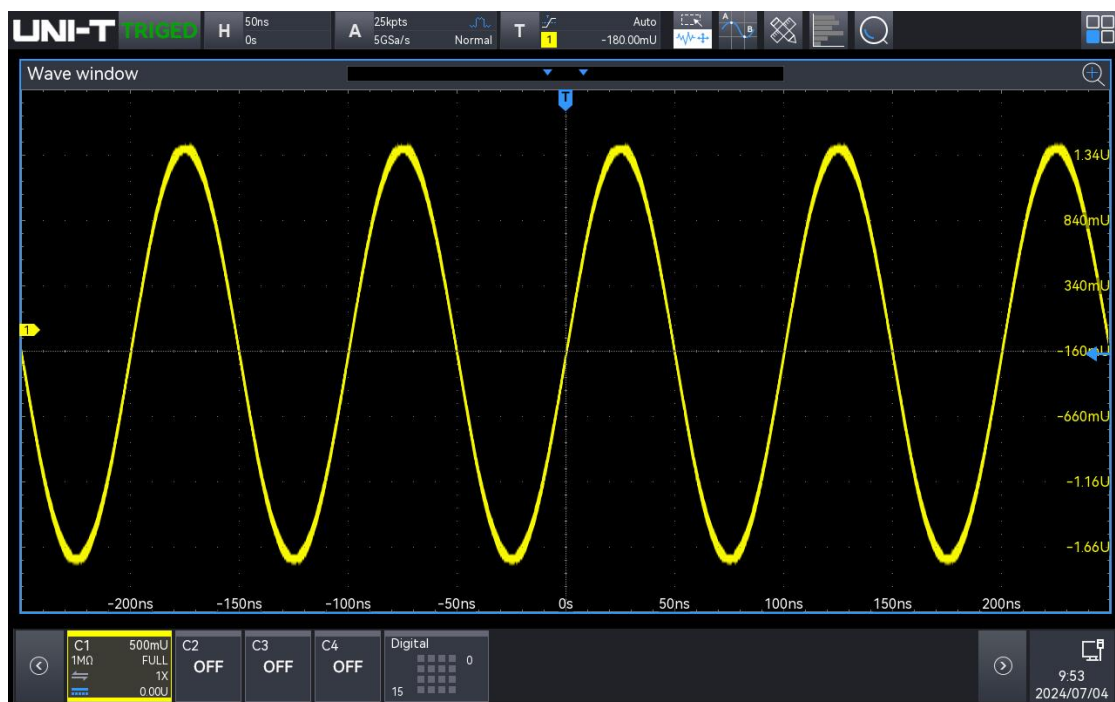 UNI-T TRIGED H 50ns A 25kpts T Auto
0s 5GSa/s Normal 1 -180.00mU
A B
Wave window
T
1.34U
840mU
340mU
1
-160mU
-660mU
-1.16U
-1.66U
-200ns -150ns -100ns -50ns 0s 50ns 100ns 150ns 200ns
C1 500mU C2 C3 C4 Digital
1MΩ FULL OFF OFF OFF 0
1X
0.00U 15
9:53
2024/07/04